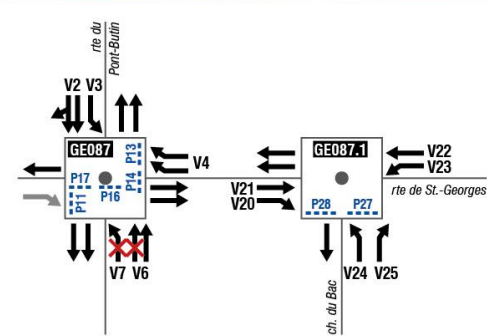 rte du
Pont-Butin
V2 V3
GE087
P13
P14
V4
P17
P11
P16
V7 V6
GE087.1
V22
V23
rte de St.-Georges
V21
V20
P28 P27
V24 V25
ch. du Bac